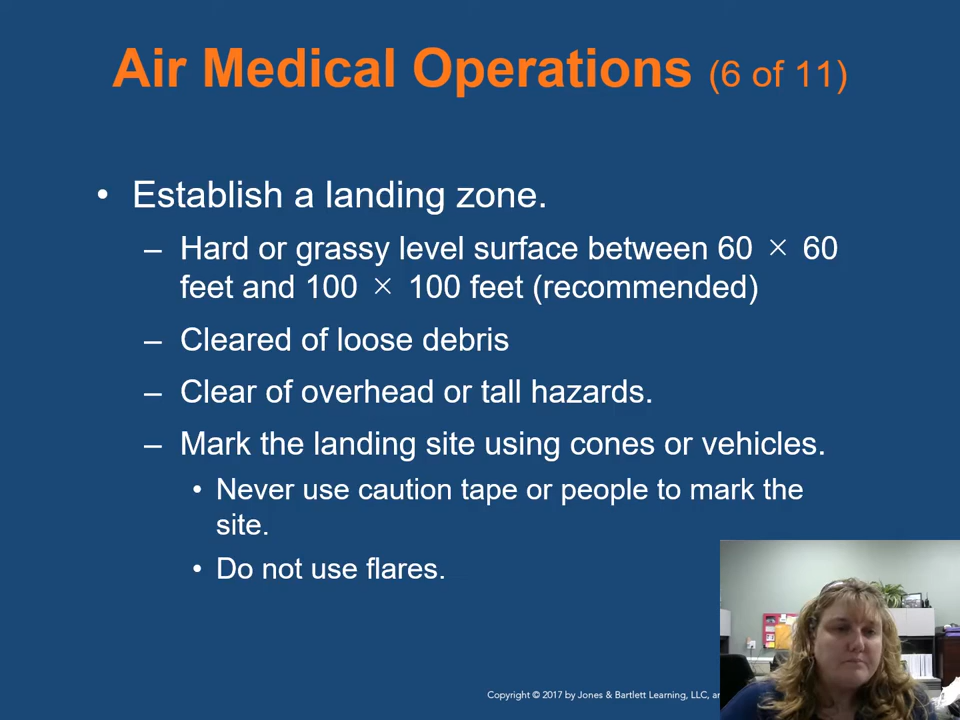 Air Medical Operations (6 of 11)
• Establish a landing zone.
– Hard or grassy level surface between 60 × 60
feet and 100 × 100 feet (recommended)
– Cleared of loose debris
– Clear of overhead or tall hazards.
– Mark the landing site using cones or vehicles.
• Never use caution tape or people to mark the
site.
• Do not use flares.
Copyright © 2017 by Jones & Bartlett Learning, LLC,